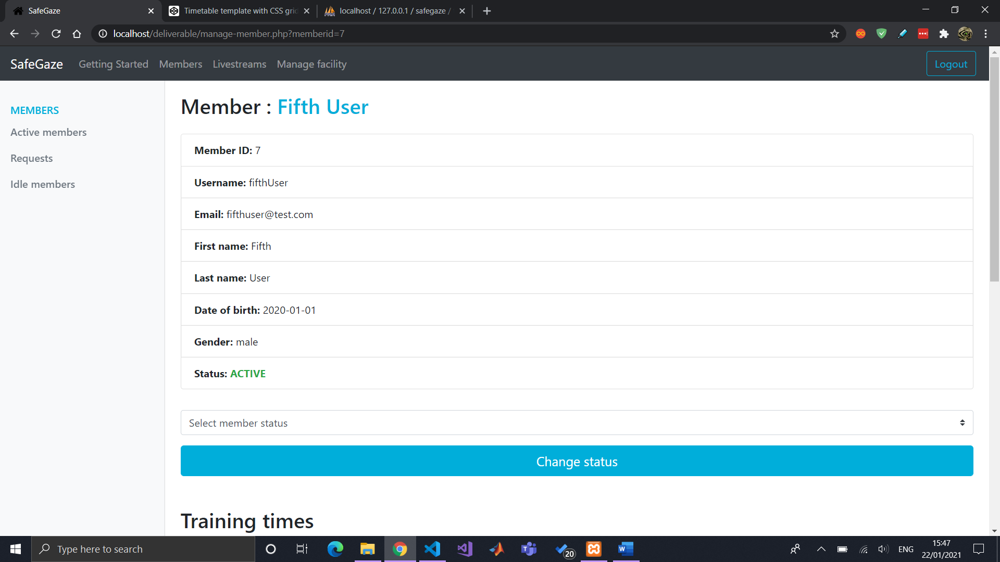 SafeGaze
Timetable template with CSS grid
localhost / 127.0.0.1 / safegaze /
localhost/deliverable/manage-member.php?memberid=7
SafeGaze
Getting Started
Members
Livestreams
Manage facility
Logout
MEMBERS
Active members
Requests
Idle members
Member : Fifth User
Member ID: 7
Username: fifthUser
Email: fifthuser@test.com
First name: Fifth
Last name: User
Date of birth: 2020-01-01
Gender: male
Status: ACTIVE
Select member status
Change status
Training times
Type here to search
20
ENG
15:47
22/01/2021